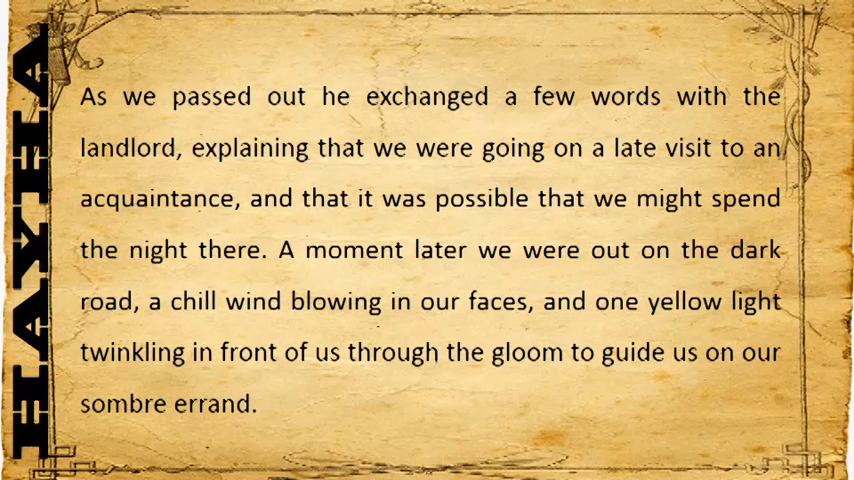 HAYHA
As we passed out he exchanged a few words with the
landlord, explaining that we were going on a late visit to an
acquaintance, and that it was possible that we might spend
the night there. A moment later we were out on the dark
road, a chill wind blowing in our faces, and one yellow light
twinkling in front of us through the gloom to guide us on our
sombre errand.